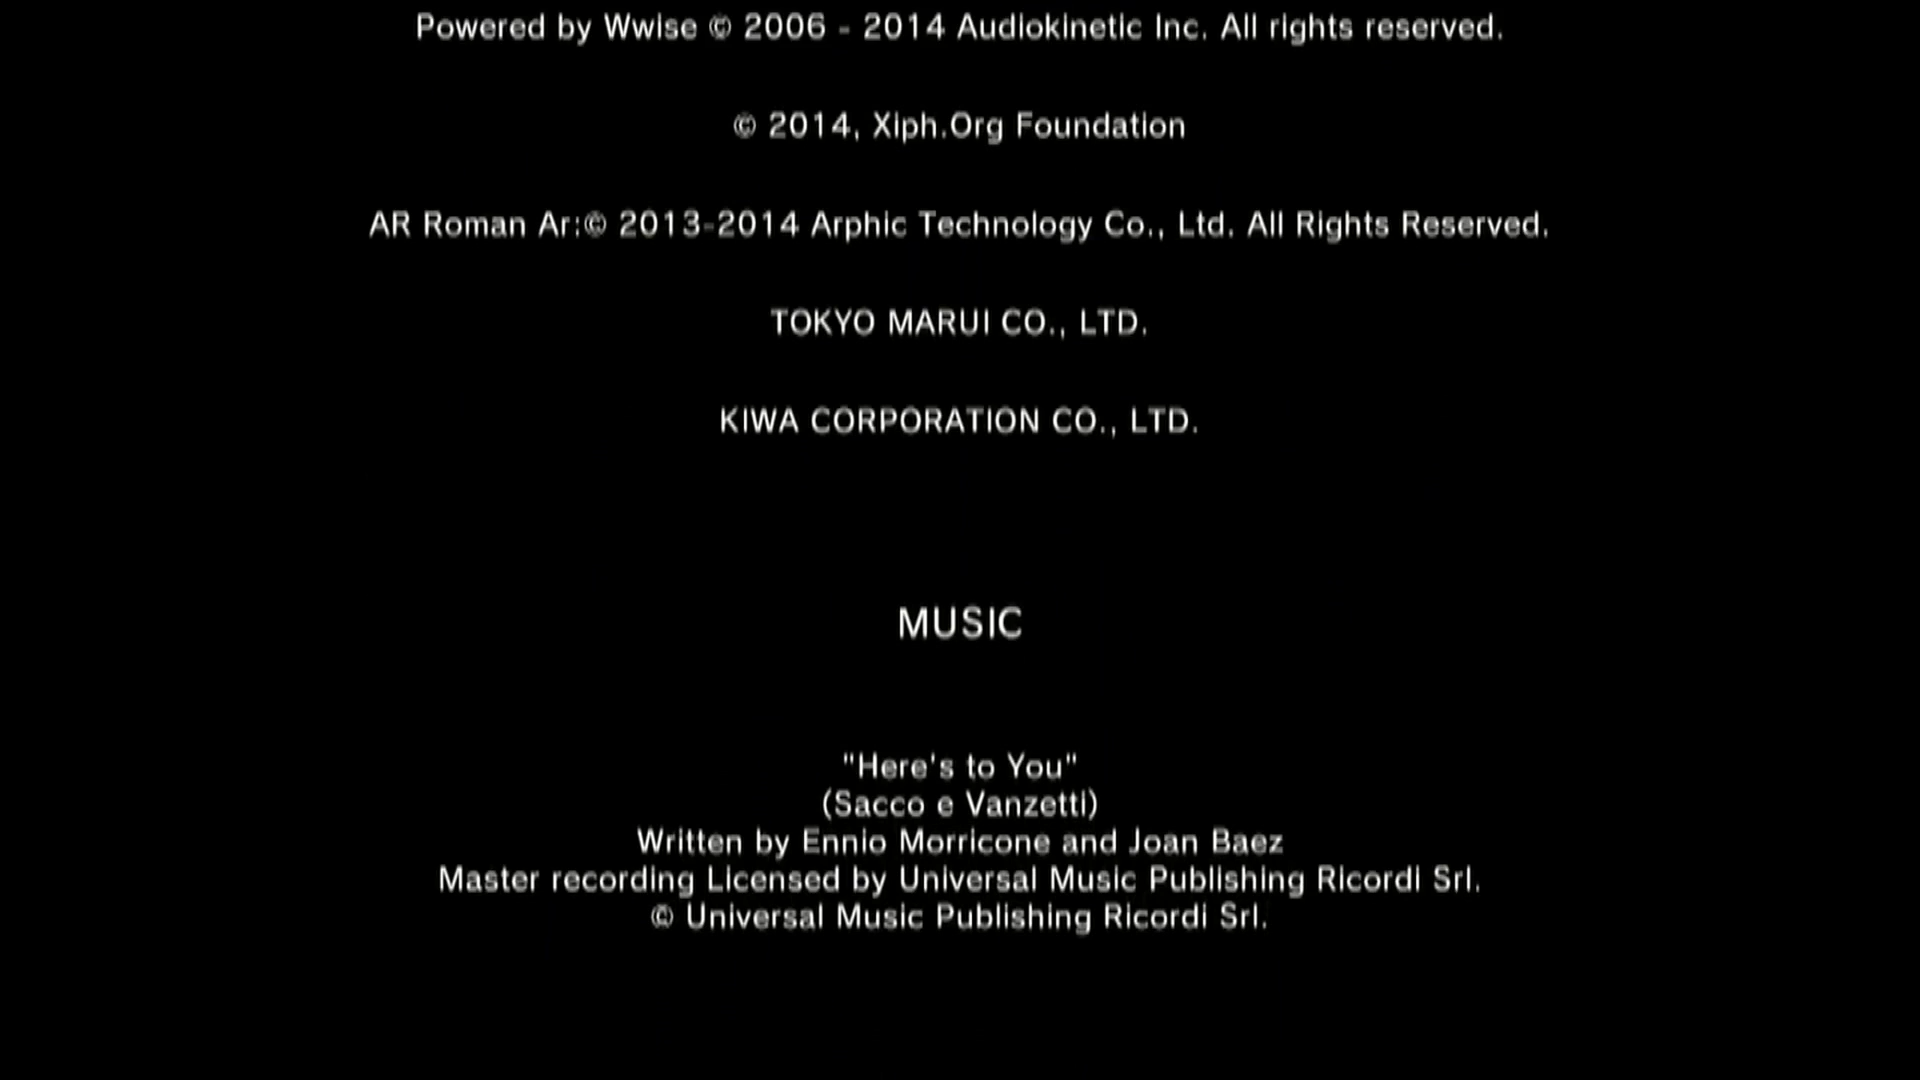 Powered by Wwise © 2006 - 2014 Audiokinetic Inc. All rights reserved.
© 2014, Xiph.Org Foundation
AR Roman Ar:© 2013-2014 Arphic Technology Co., Ltd. All Rights Reserved.
TOKYO MARUI CO., LTD.
KIWA CORPORATION CO., LTD.
MUSIC
"Here's to You"
(Sacco e Vanzetti)
Written by Ennio Morricone and Joan Baez
Master recording Licensed by Universal Music Publishing Ricordi Srl.
© Universal Music Publishing Ricordi Srl.